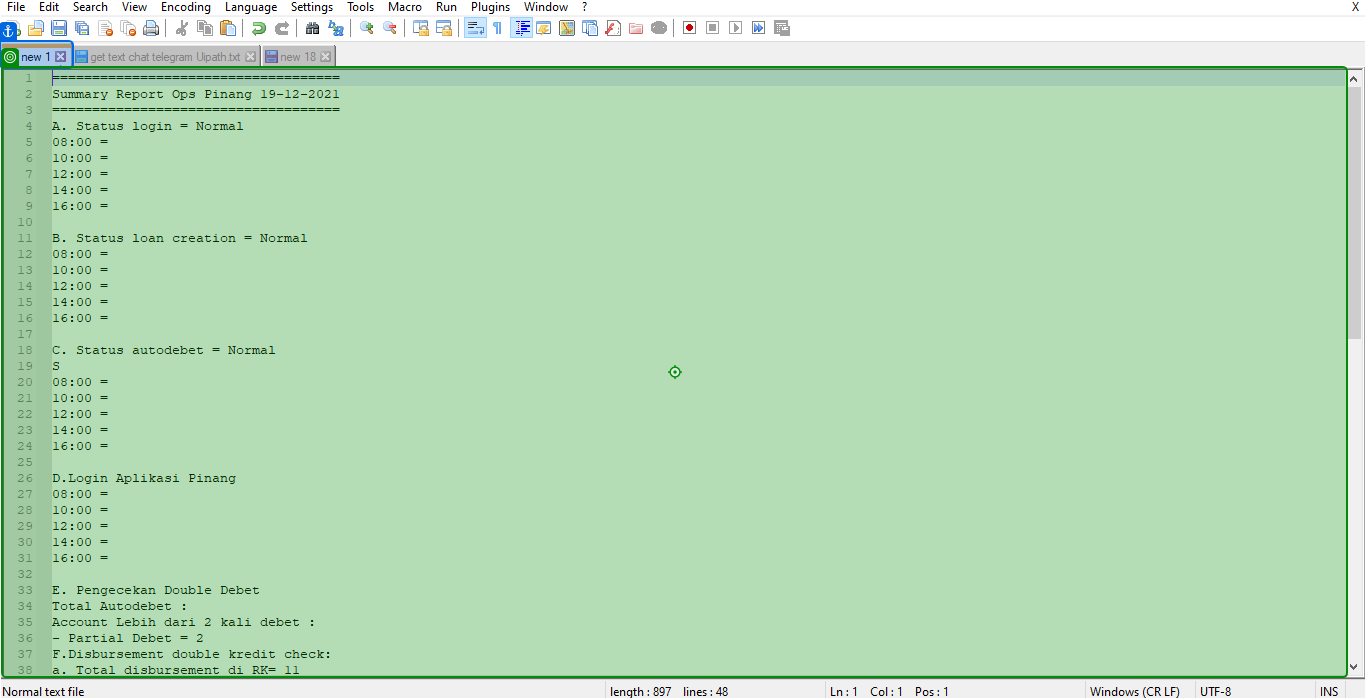 File Edit Search View Encoding Language Settings Tools Macro Run Plugins Window ? X
new 1 get text chat telegram Uipath.txt new 18
1 =====================================
2 Summary Report Ops Pinang 19-12-2021
3 =====================================
4 A. Status login = Normal
5 08:00 =
6 10:00 =
7 12:00 =
8 14:00 =
9 16:00 =
10
11 B. Status loan creation = Normal
12 08:00 =
13 10:00 =
14 12:00 =
15 14:00 =
16 16:00 =
17
18 C. Status autodebet = Normal
19 S
20 08:00 =
21 10:00 =
22 12:00 =
23 14:00 =
24 16:00 =
25
26 D.Login Aplikasi Pinang
27 08:00 =
28 10:00 =
29 12:00 =
30 14:00 =
31 16:00 =
32
33 E. Pengecekan Double Debet
34 Total Autodebet :
35 Account Lebih dari 2 kali debet :
36 - Partial Debet = 2
37 F.Disbursement double kredit check:
38 a. Total disbursement di RK= 11
Normal text file length : 897 lines : 48 Ln : 1 Col : 1 Pos : 1 Windows (CR LF) UTF-8 INS